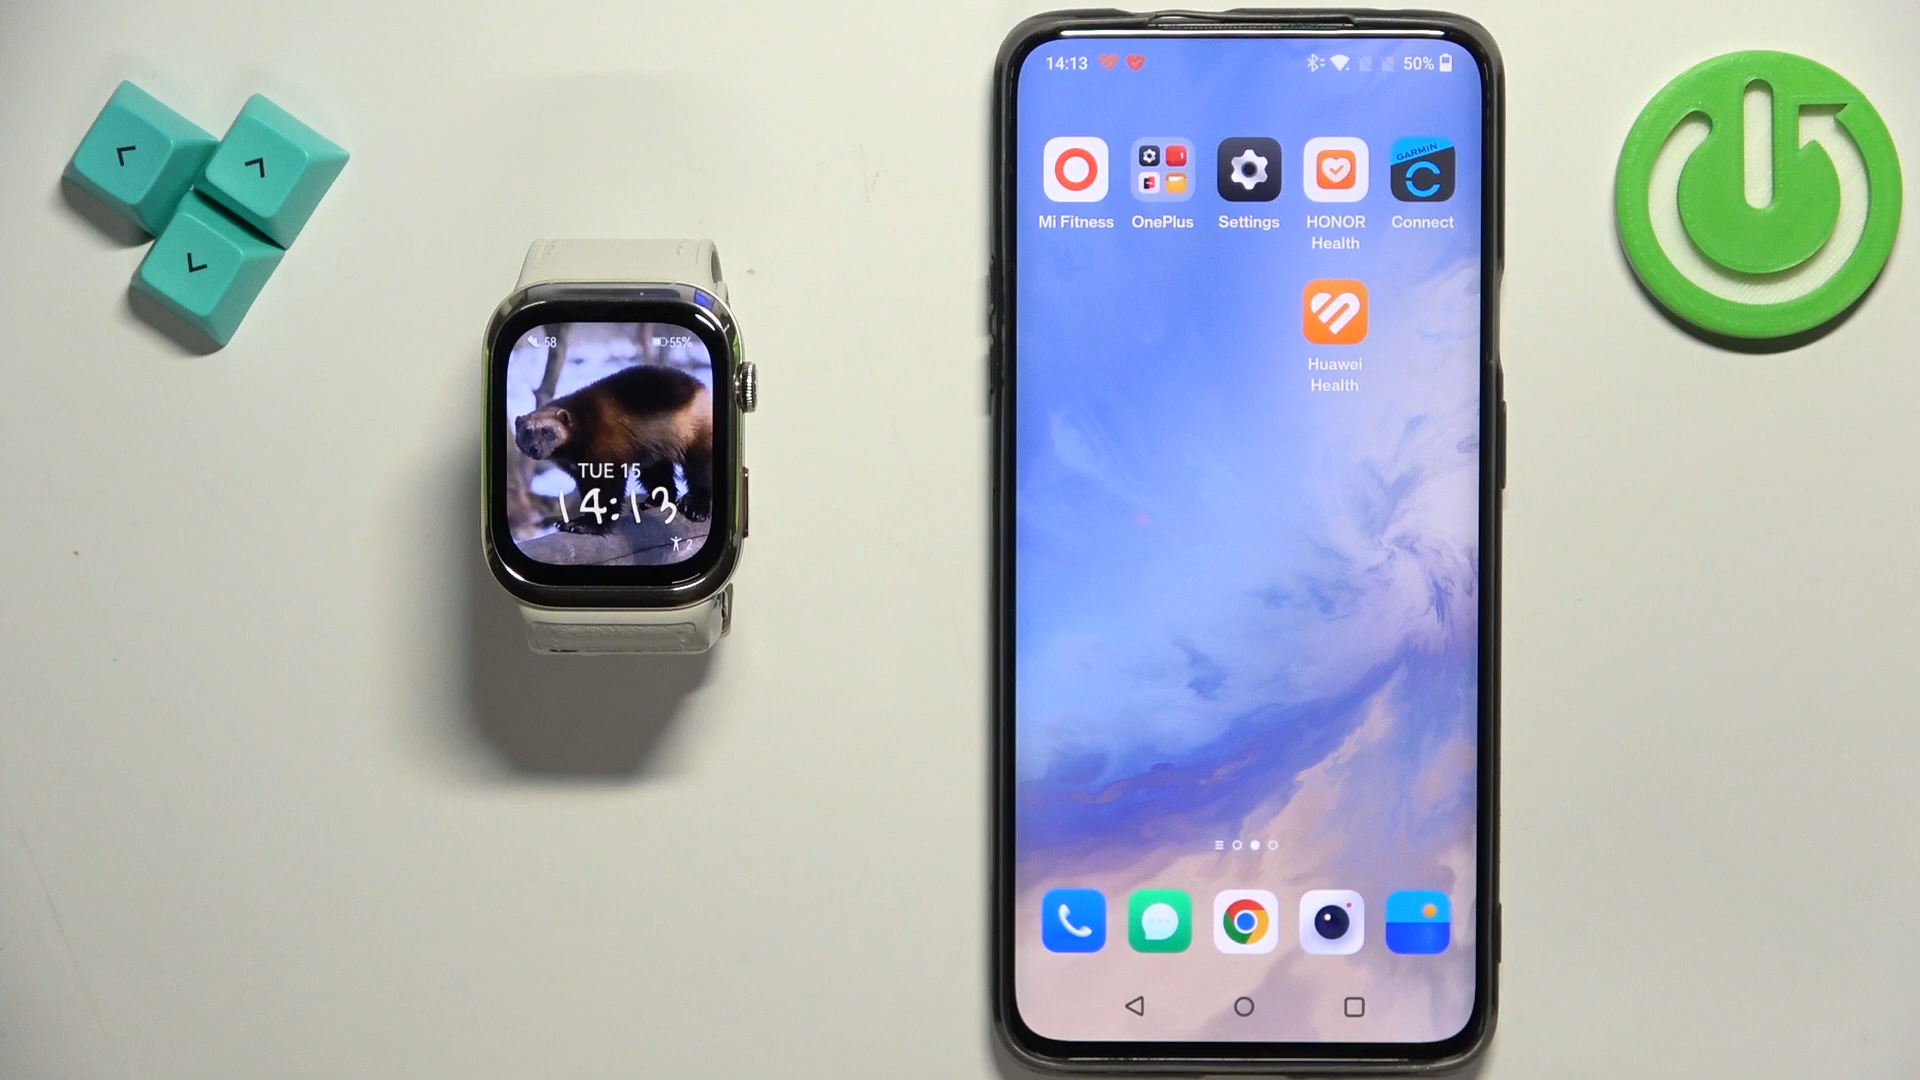 58
55%
TUE 15
14:13
2
14:13
50%
GARMIN
Mi Fitness
OnePlus
Settings
HONOR
Health
Connect
Huawei
Health